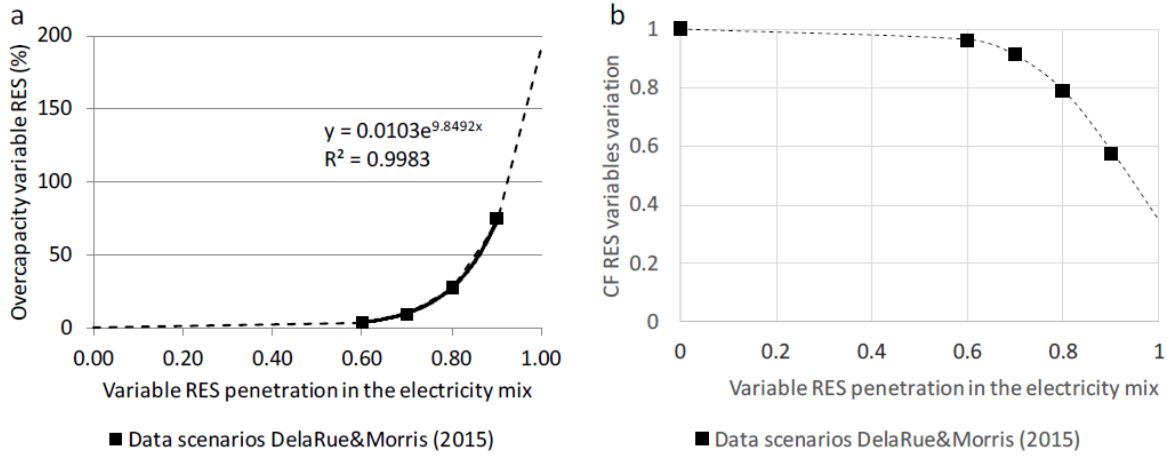 a
Overcapacity variable RES (%)
200
150
100
50
0
y = 0.0103e^9.8492x
R² = 0.9983
0.00 0.20 0.40 0.60 0.80 1.00
Variable RES penetration in the electricity mix
Data scenarios DelaRue&Morris (2015)
b
CF RES variables variation
1
0.8
0.6
0.4
0.2
0
0 0.2 0.4 0.6 0.8 1
Variable RES penetration in the electricity mix
Data scenarios DelaRue&Morris (2015)